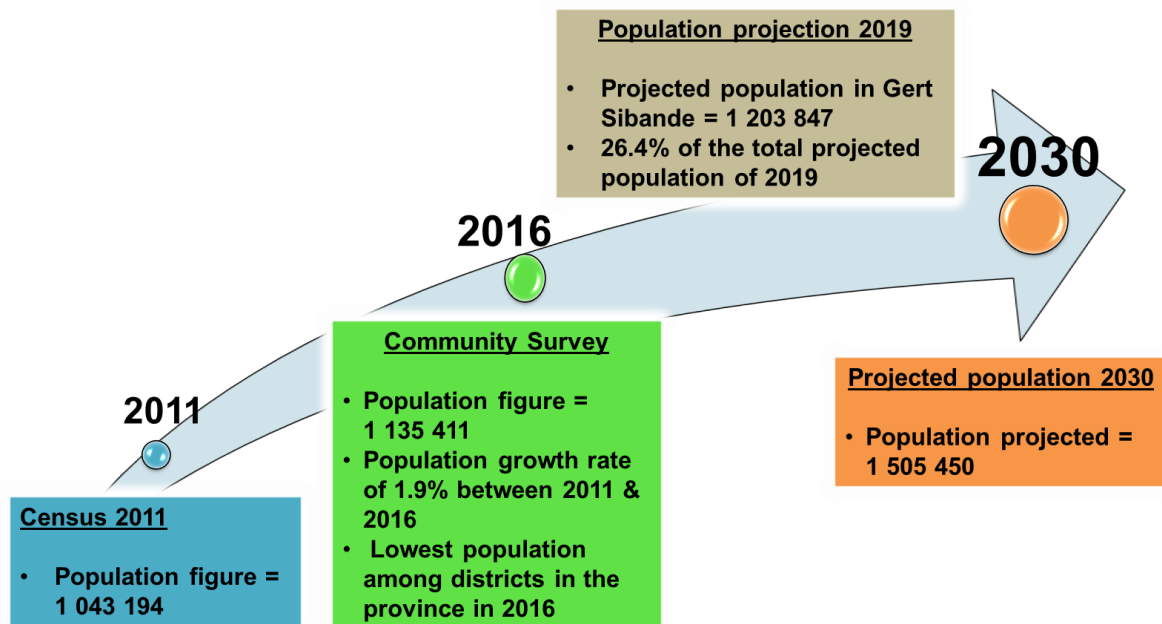 Population projection 2019
• Projected population in Gert
Sibande = 1 203 847
• 26.4% of the total projected
population of 2019
2030
2016
Community Survey
• Population figure =
1 135 411
• Population growth rate
of 1.9% between 2011 &
2016
• Lowest population
among districts in the
province in 2016
Projected population 2030
• Population projected =
1 505 450
2011
Census 2011
• Population figure =
1 043 194